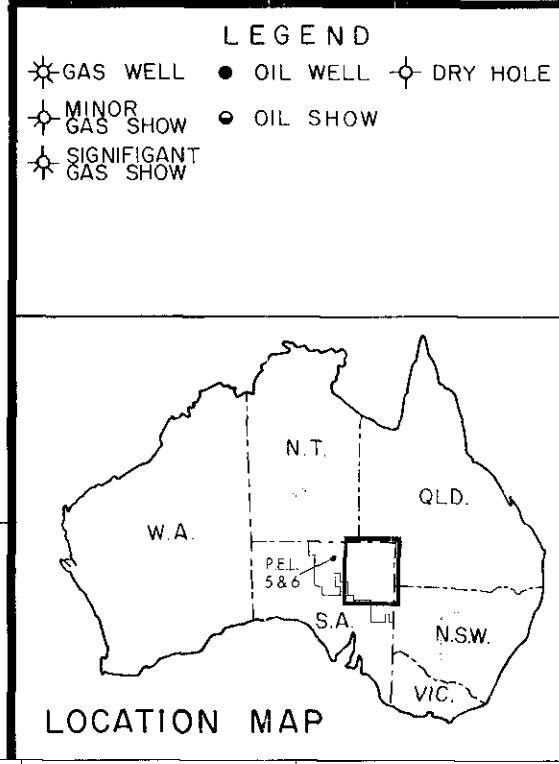 LEGEND
GAS WELL OIL WELL DRY HOLE
MINOR
GAS SHOW OIL SHOW
SIGNIFIGANT
GAS SHOW
N.T.
QLD.
W.A.
P.E.L.
5 & 6
S.A.
N.S.W.
VIC.
LOCATION MAP